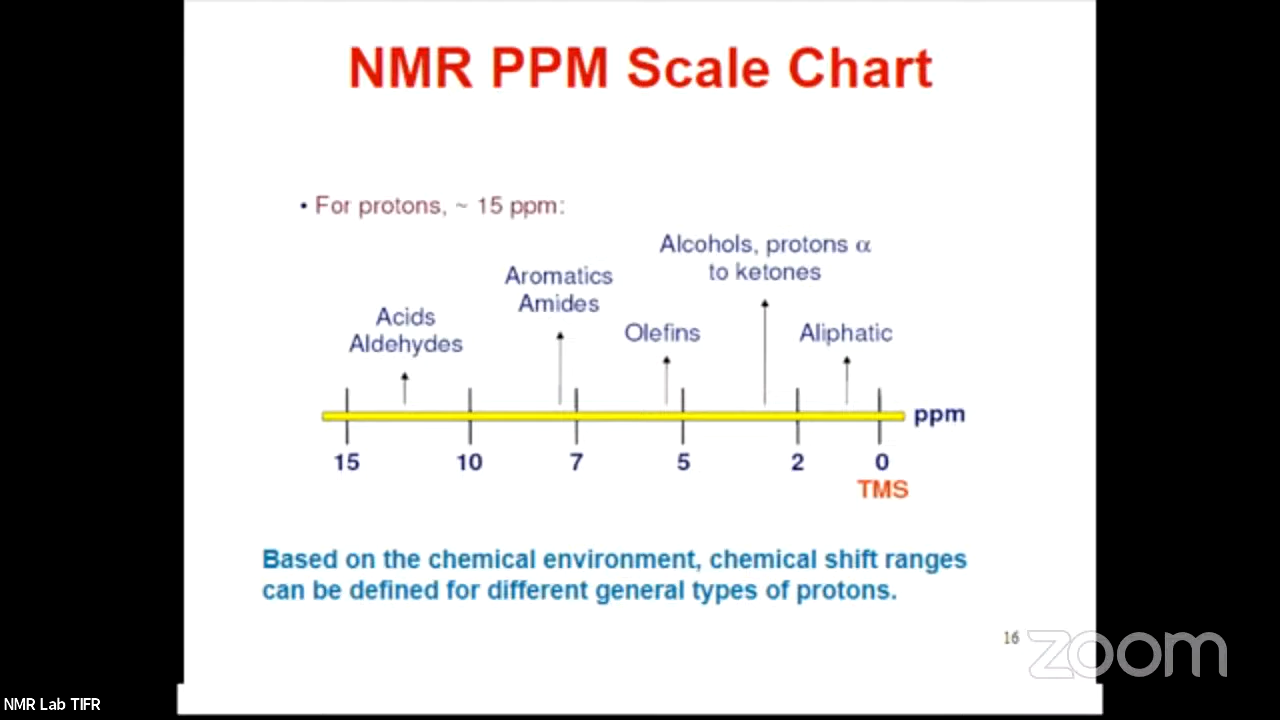 NMR PPM Scale Chart
• For protons, ~ 15 ppm:
Alcohols, protons α
to ketones
Aromatics
Amides
Acids
Aldehydes
Olefins
Aliphatic
ppm
15 10 7 5 2 0
TMS
Based on the chemical environment, chemical shift ranges
can be defined for different general types of protons.
16
zoom
NMR Lab TIFR